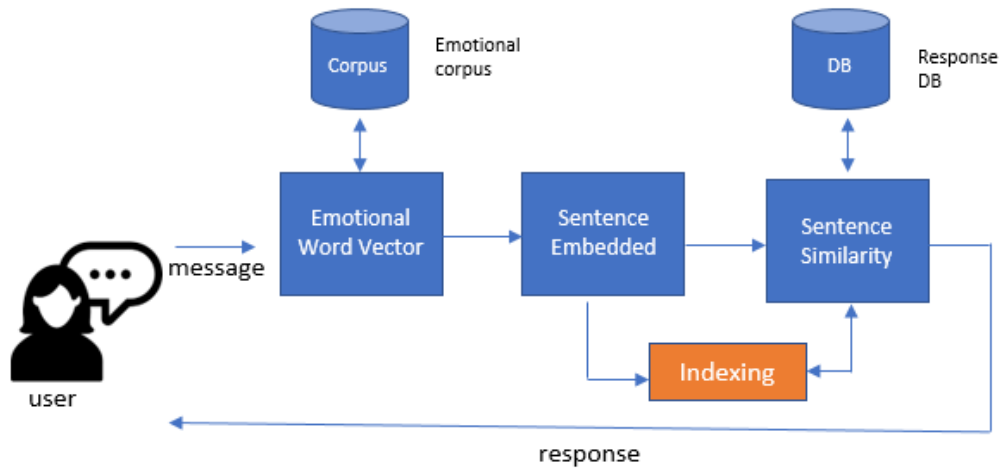 Corpus
Emotional
corpus
DB
Response
DB
Emotional
Word Vector
Sentence
Embedded
Sentence
Similarity
message
Indexing
user
response